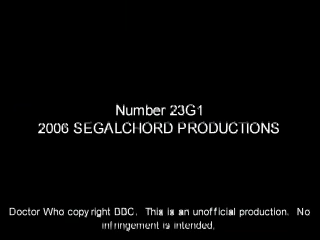 Number 23G1
2006 SEGALCHORD PRODUCTIONS
Doctor Who copyright BBC. This is an unofficial production. No
infringement is intended.